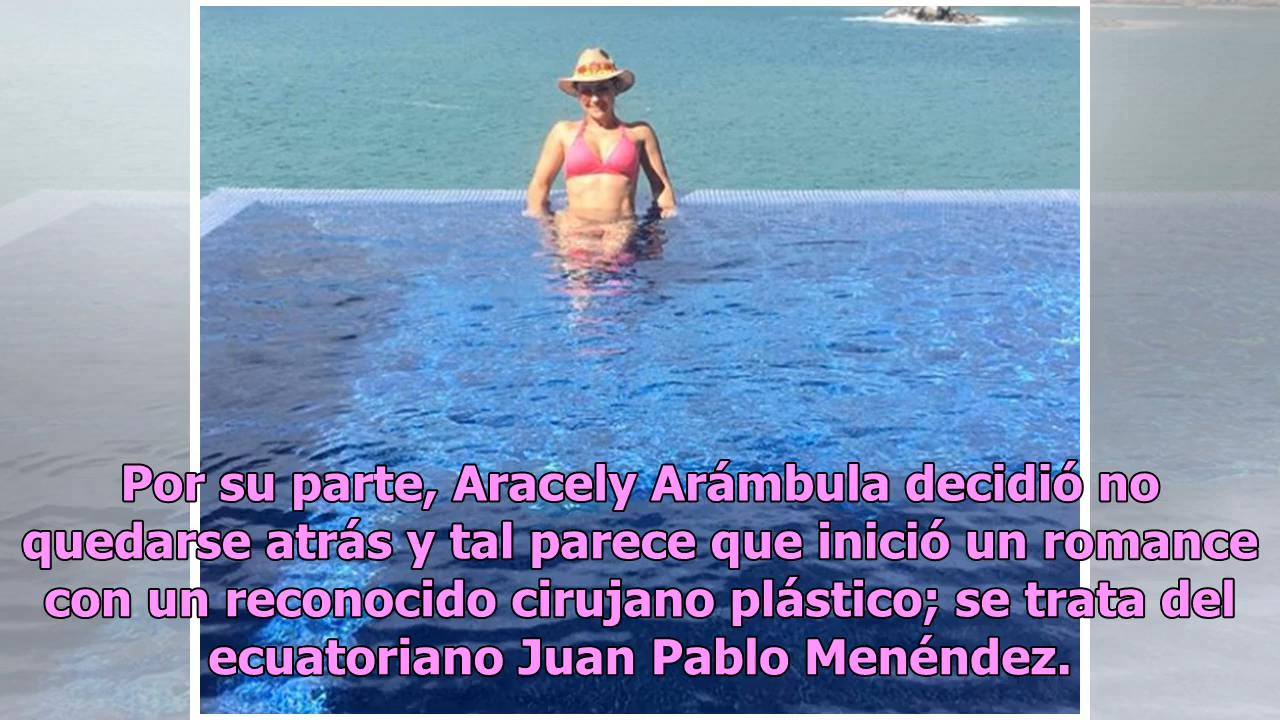 Por su parte, Aracely Arámbula decidió no
quedarse atrás y tal parece que inició un romance
con un reconocido cirujano plástico; se trata del
ecuatoriano Juan Pablo Menéndez.